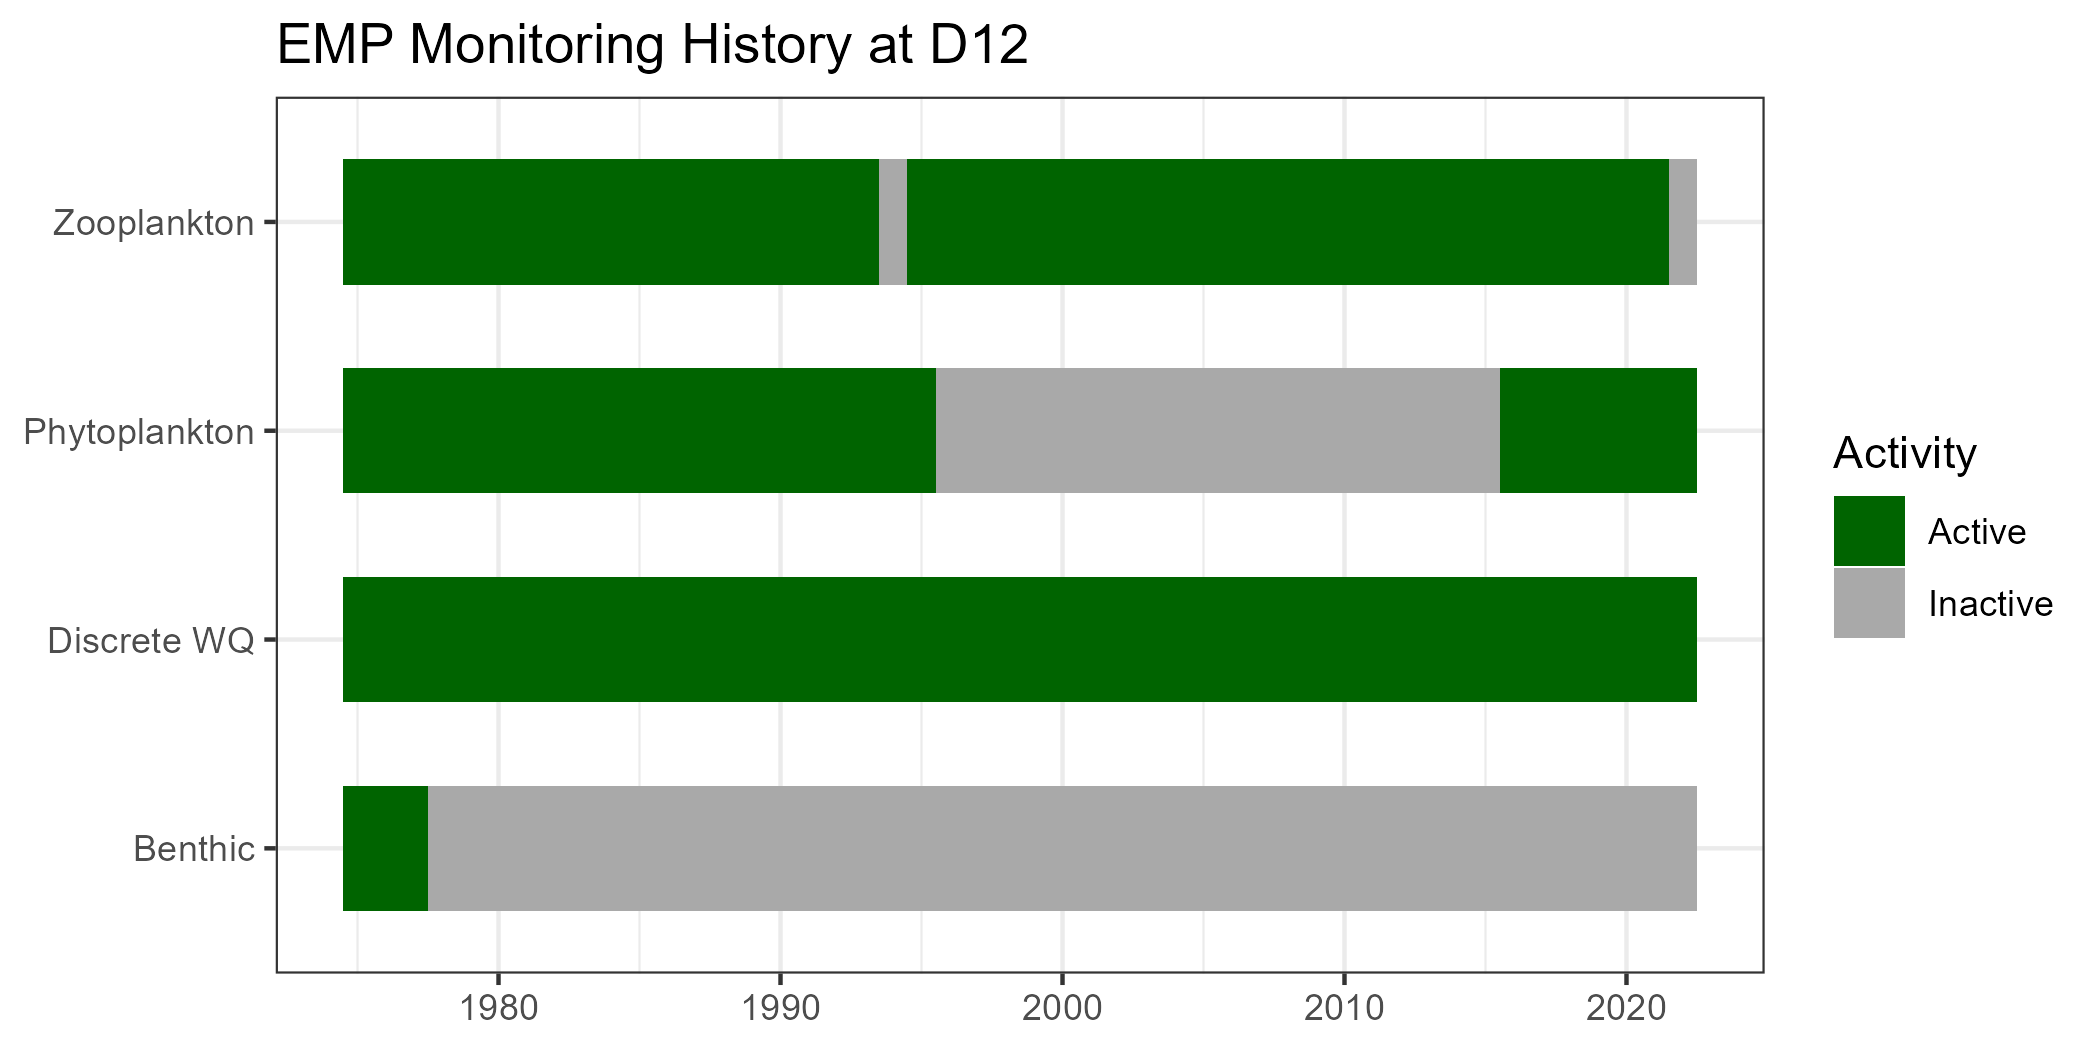 EMP Monitoring History at D12
Zooplankton
Phytoplankton
Discrete WQ
Benthic
1980 1990 2000 2010 2020
Activity
Active
Inactive